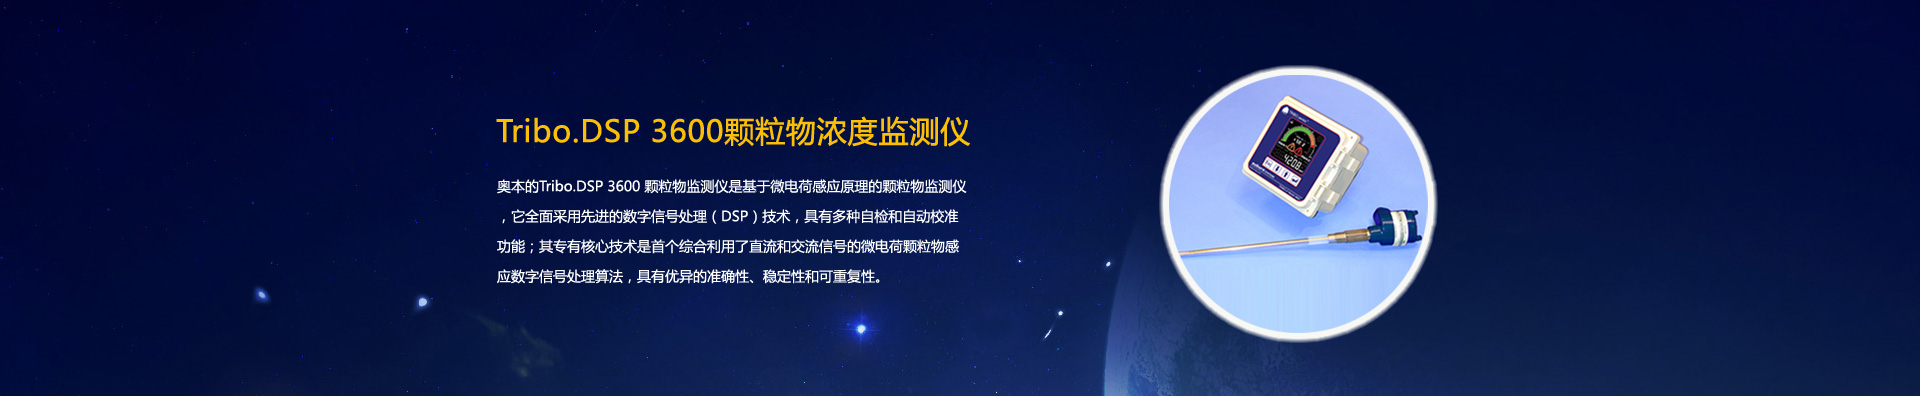 Tribo.DSP 3600颗粒物浓度监测仪
奥本的Tribo.DSP 3600 颗粒物监测仪是基于微电荷感应原理的颗粒物监测仪
，它全面采用先进的数字信号处理（DSP）技术，具有多种自检和自动校准
功能；其专有核心技术是首个综合利用了直流和交流信号的微电荷颗粒物感
应数字信号处理算法，具有优异的准确性、稳定性和可重复性。